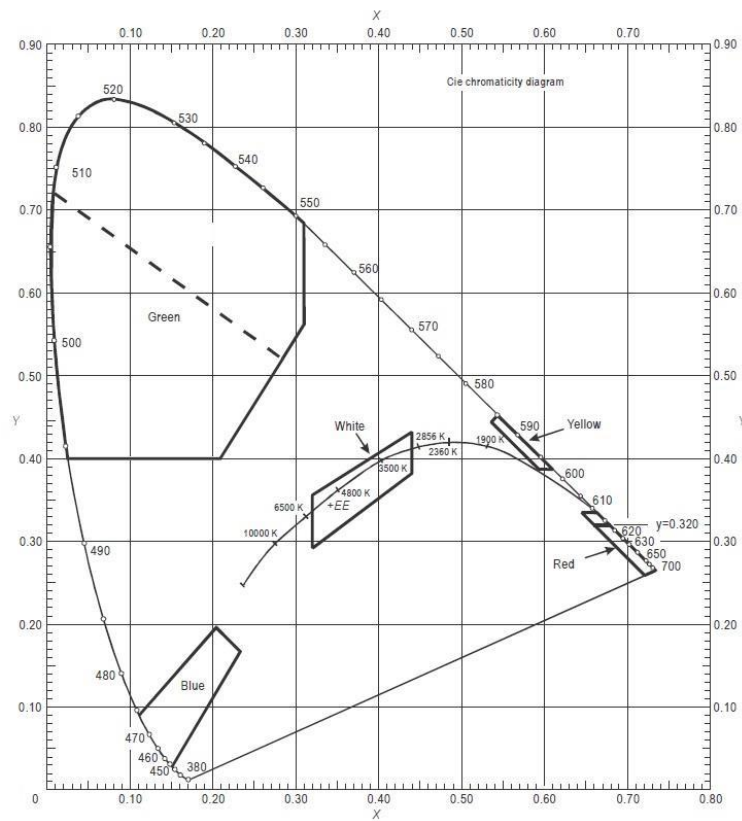 X
0.10 0.20 0.30 0.40 0.50 0.60 0.70
0.90 0.90
Cie chromaticity diagram
520
0.80 530 0.80
540
510
550
0.70 0.70
560
0.60 0.60
Green 570
500
0.50 580 0.50
Y White 2856 K 590 Yellow Y
1900 K
0.40 2360 K 0.40
3500 K
600
4800 K
6500 K +EE 610
10000 K 620 y=0.320
0.30 490 630 0.30
650
Red 700
0.20 0.20
480 Blue
0.10 0.10
470
460
450 380
0 0.10 0.20 0.30 0.40 0.50 0.60 0.70 0.80
X